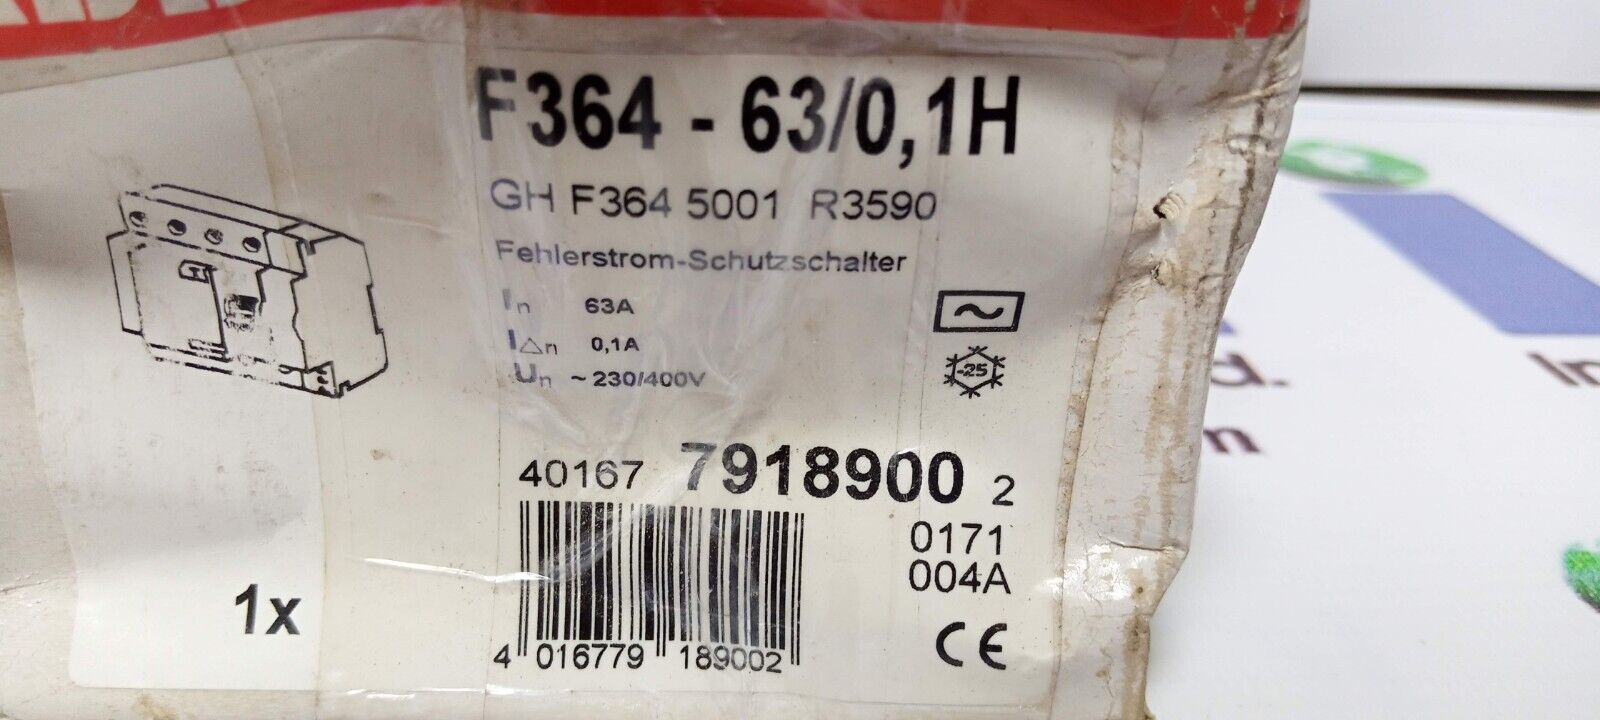 F364 - 63/0,1H
GH F364 5001 R3590
Fehlerstrom-Schutzschalter
In 63A
I△n 0,1A
Un ~230/400V
-25
40167 7918900 2
0171
004A
1x
4 016779 189002
CE
d.
n
In